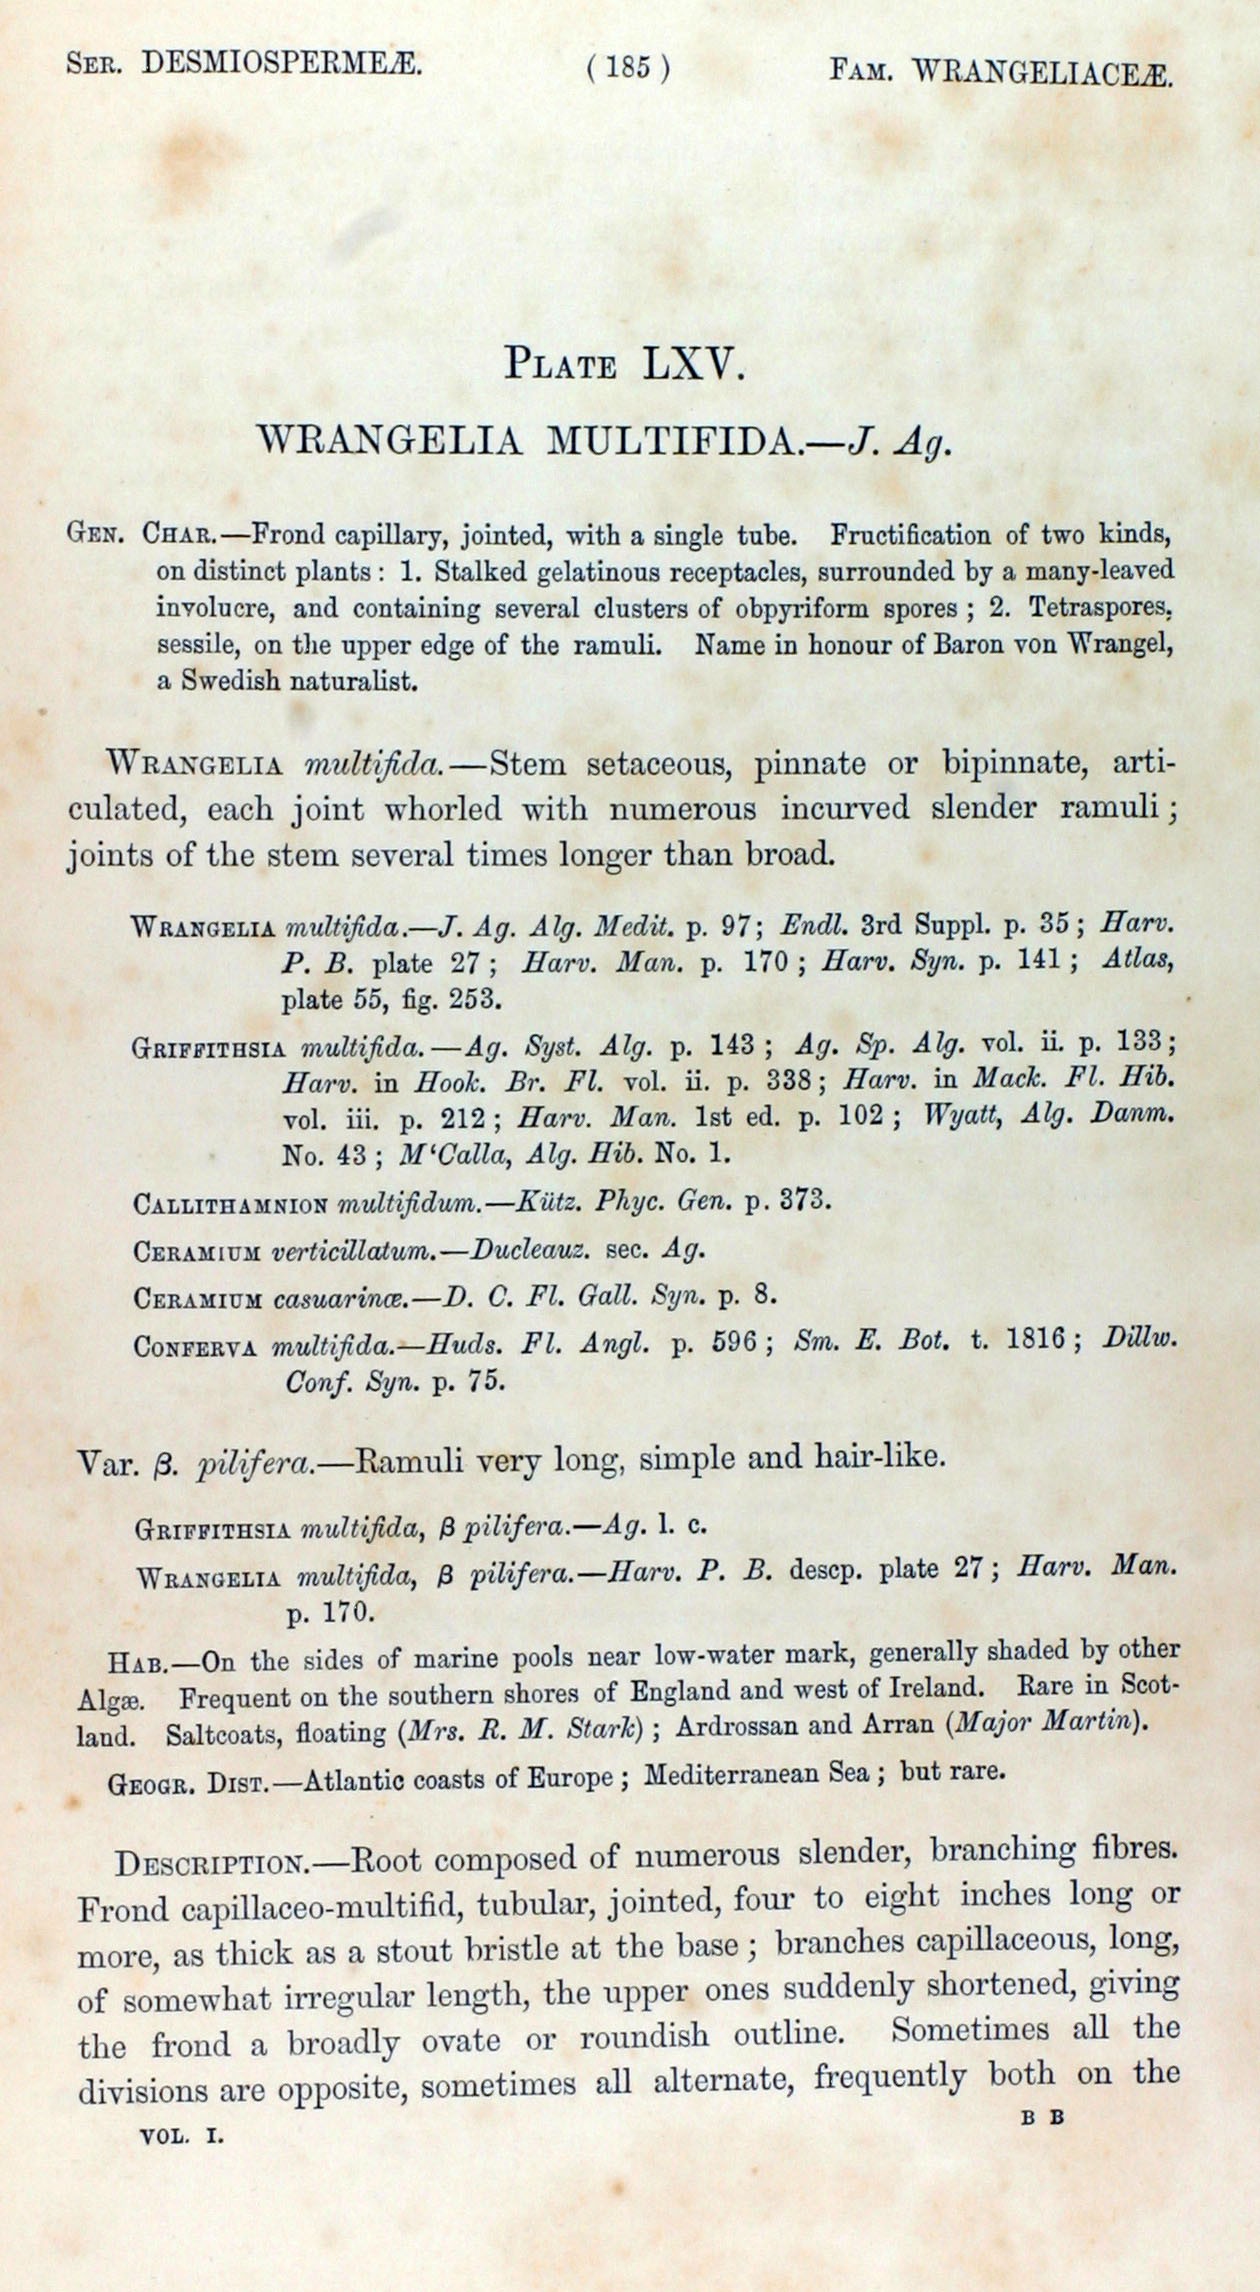 SER. DESMIOSPERMEÆ. ( 185 ) FAM. WRANGELIACEÆ.
PLATE LXV.
WRANGELIA MULTIFIDA.—J. Ag.
GEN. CHAR.—Frond capillary, jointed, with a single tube. Fructification of two kinds,
on distinct plants : 1. Stalked gelatinous receptacles, surrounded by a many-leaved
involucre, and containing several clusters of obpyriform spores ; 2. Tetraspores,
sessile, on the upper edge of the ramuli. Name in honour of Baron von Wrangel,
a Swedish naturalist.
WRANGELIA multifida.—Stem setaceous, pinnate or bipinnate, arti-
culated, each joint whorled with numerous incurved slender ramuli ;
joints of the stem several times longer than broad.
WRANGELIA multifida.—J. Ag. Alg. Medit. p. 97; Endl. 3rd Suppl. p. 35 ; Harv.
P. B. plate 27 ; Harv. Man. p. 170 ; Harv. Syn. p. 141 ; Atlas,
plate 55, fig. 253.
GRIFFITHSIA multifida.—Ag. Syst. Alg. p. 143 ; Ag. Sp. Alg. vol. ii. p. 133 ;
Harv. in Hook. Br. Fl. vol. ii. p. 338 ; Harv. in Mack. Fl. Hib.
vol. iii. p. 212 ; Harv. Man. 1st ed. p. 102 ; Wyatt, Alg. Danm.
No. 43 ; M‘Calla, Alg. Hib. No. 1.
CALLITHAMNION multifidum.—Kütz. Phyc. Gen. p. 373.
CERAMIUM verticillatum.—Ducleauz. sec. Ag.
CERAMIUM casuarinæ.—D. C. Fl. Gall. Syn. p. 8.
CONFERVA multifida.—Huds. Fl. Angl. p. 596 ; Sm. E. Bot. t. 1816 ; Dillw.
Conf. Syn. p. 75.
Var. β. pilifera.—Ramuli very long, simple and hair-like.
GRIFFITHSIA multifida, β pilifera.—Ag. l. c.
WRANGELIA multifida, β pilifera.—Harv. P. B. descp. plate 27 ; Harv. Man.
p. 170.
HAB.—On the sides of marine pools near low-water mark, generally shaded by other
Algæ. Frequent on the southern shores of England and west of Ireland. Rare in Scot-
land. Saltcoats, floating (Mrs. R. M. Stark) ; Ardrossan and Arran (Major Martin).
GEOGR. DIST.—Atlantic coasts of Europe ; Mediterranean Sea ; but rare.
DESCRIPTION.—Root composed of numerous slender, branching fibres.
Frond capillaceo-multifid, tubular, jointed, four to eight inches long or
more, as thick as a stout bristle at the base ; branches capillaceous, long,
of somewhat irregular length, the upper ones suddenly shortened, giving
the frond a broadly ovate or roundish outline. Sometimes all the
divisions are opposite, sometimes all alternate, frequently both on the
VOL. I. B B